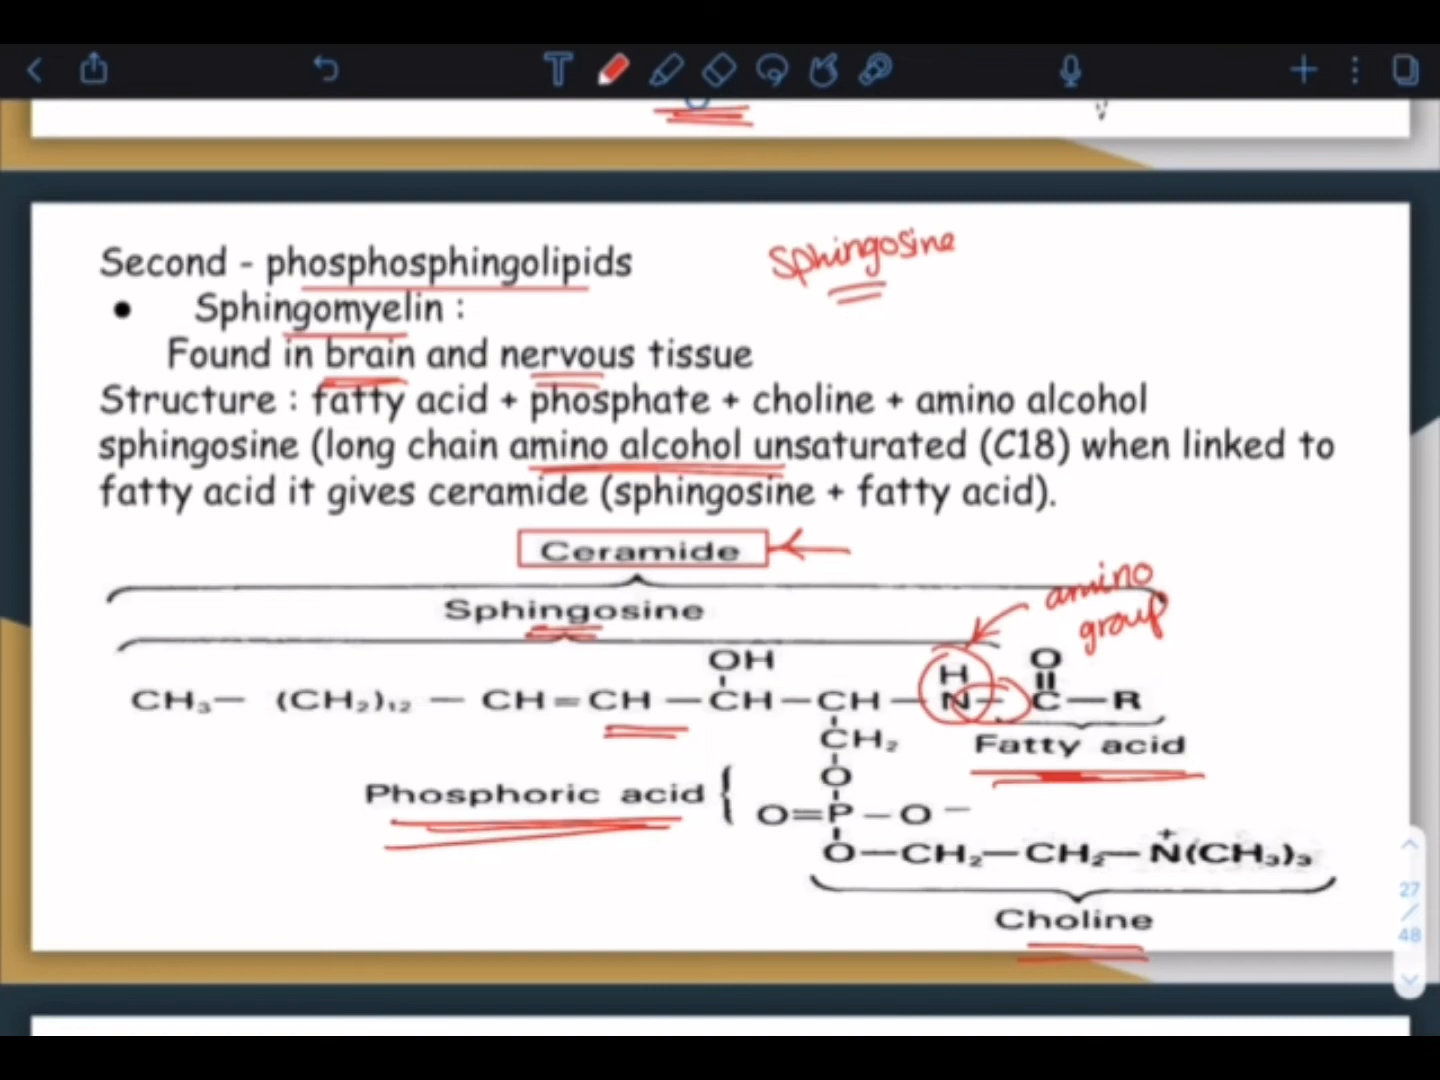 Second - phosphosphingolipids
Sphingosine
● Sphingomyelin :
Found in brain and nervous tissue
Structure : fatty acid + phosphate + choline + amino alcohol
sphingosine (long chain amino alcohol unsaturated (C18) when linked to
fatty acid it gives ceramide (sphingosine + fatty acid).
Ceramide
amino
group
Sphingosine
OH H O
CH₃— (CH₂)₁₂ — CH=CH —CH—CH —N— C—R
CH₂ Fatty acid
O
Phosphoric acid { O=P—O—
O—CH₂—CH₂—N⁺(CH₃)₃
Choline
27
/
48